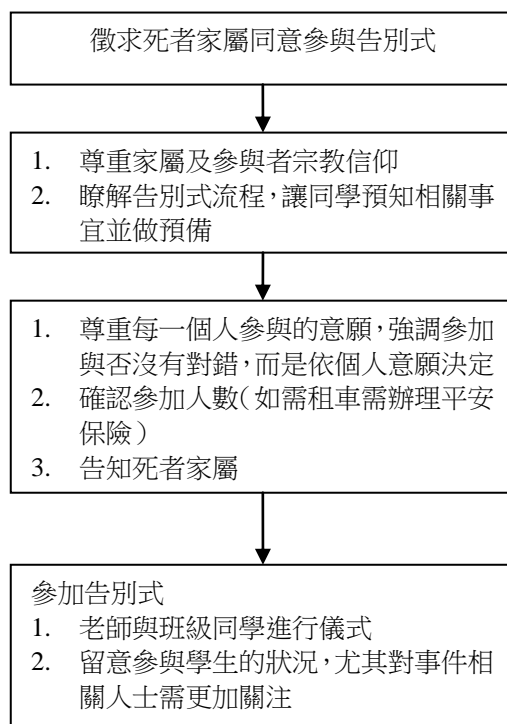 徵求死者家屬同意參與告別式
1. 尊重家屬及參與者宗教信仰
2. 瞭解告別式流程，讓同學預知相關事
宜並做預備
1. 尊重每一個人參與的意愿，強調參加
與否沒有對錯，而是依個人意愿決定
2. 確認參加人數（如需租車需辦理平安
保險）
3. 告知死者家屬
參加告別式
1. 老師與班級同學進行儀式
2. 留意參與學生的狀況，尤其對事件相
關人士需更加關注